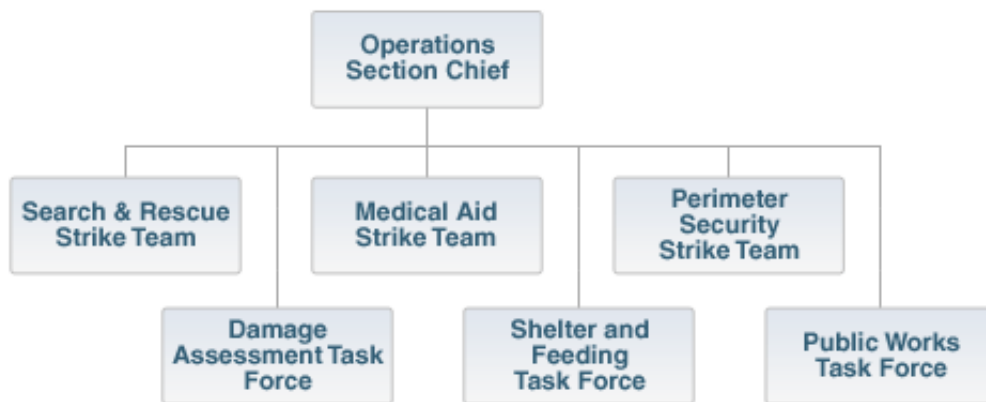 Operations
Section Chief
Search & Rescue
Strike Team
Medical Aid
Strike Team
Perimeter
Security
Strike Team
Damage
Assessment Task
Force
Shelter and
Feeding
Task Force
Public Works
Task Force